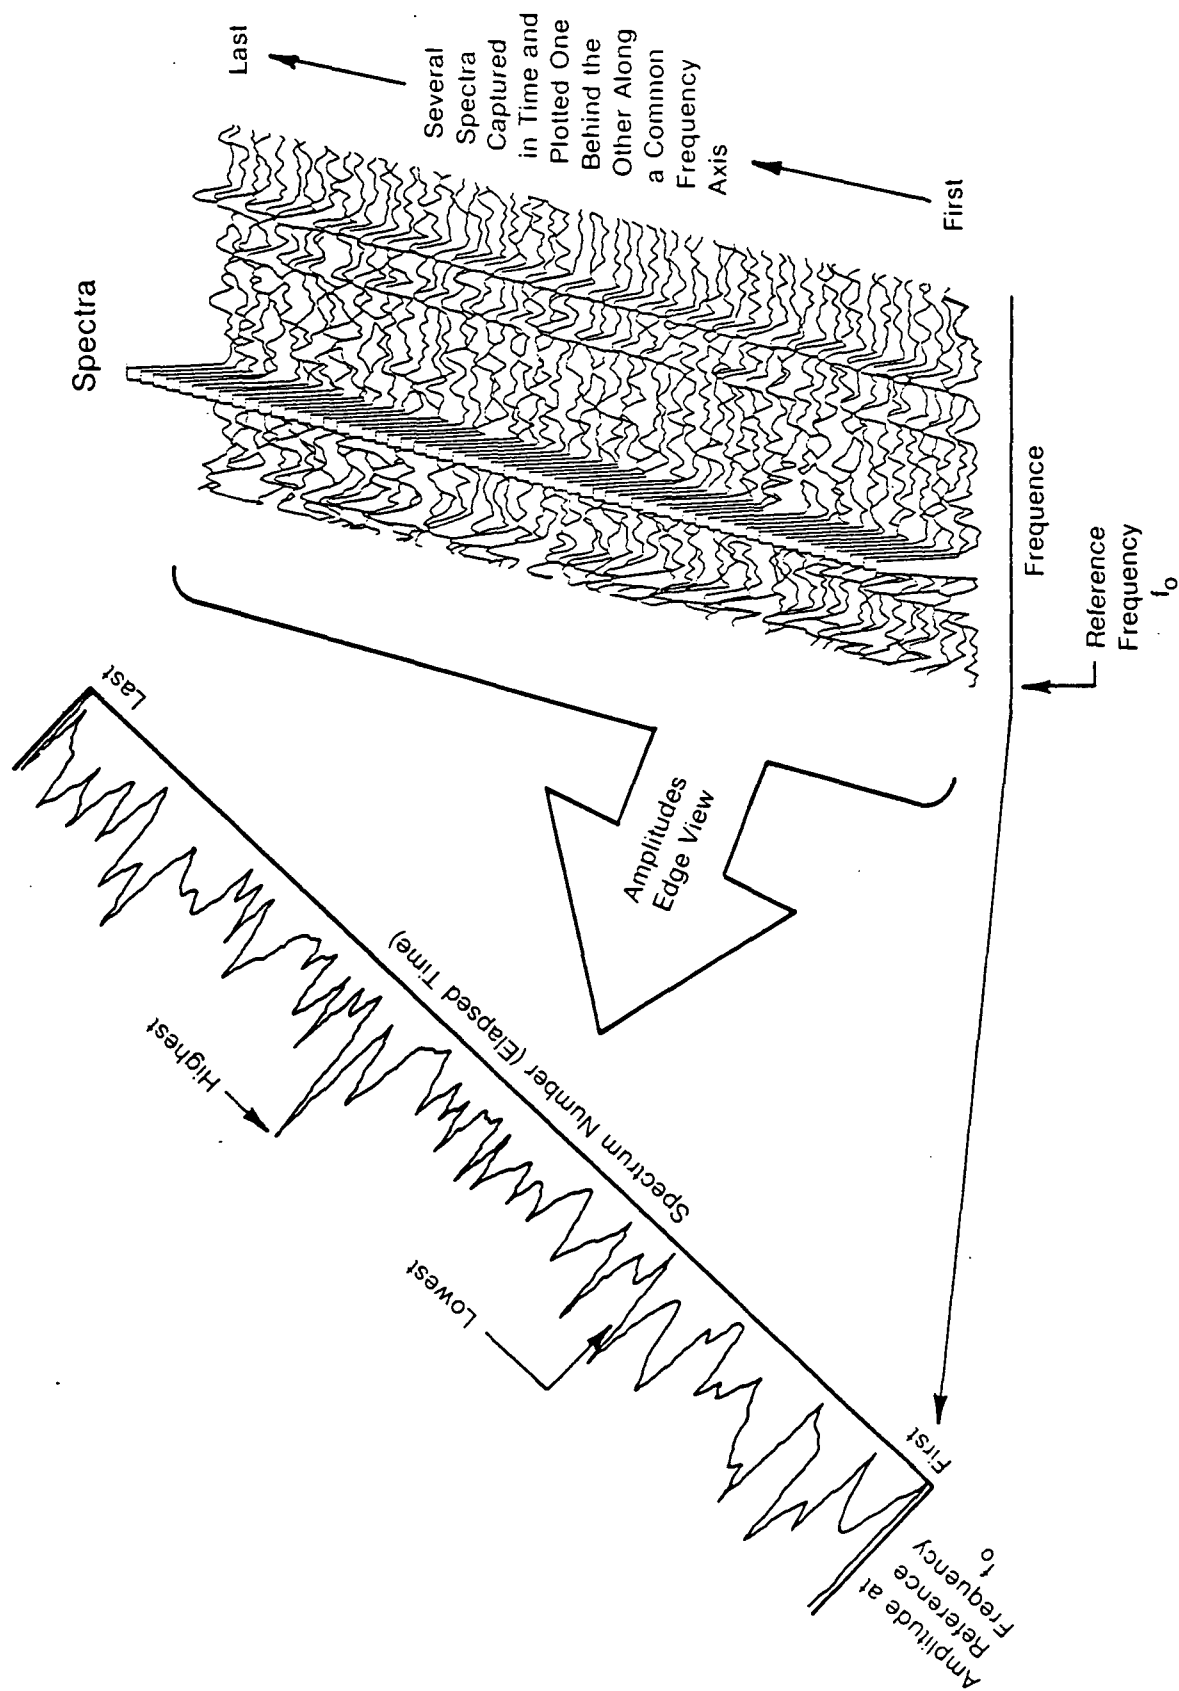 Spectra
Last
Several
Spectra
Captured
in Time and
Plotted One
Behind the
Other Along
a Common
Frequency
Axis
First
Frequence
Reference
Frequency
fo
Amplitudes
Edge View
Last
Highest
Spectrum Number (Elapsed Time)
Lowest
First
Amplitude at
Reference
Frequency
fo